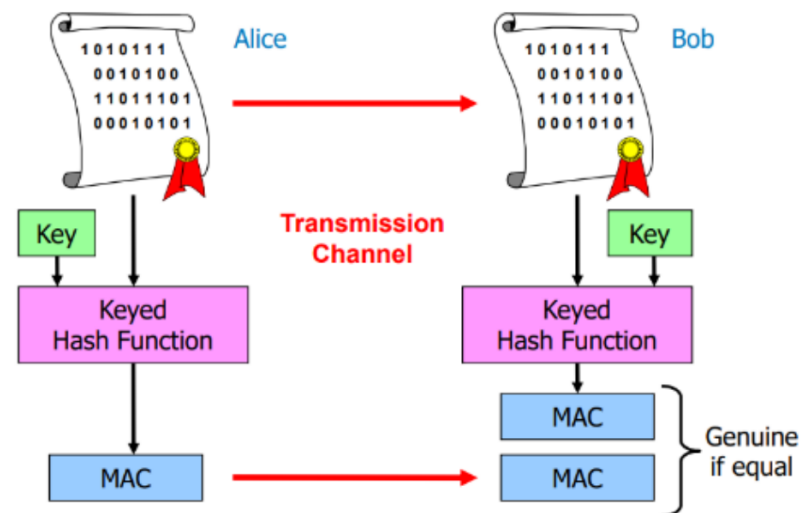 Alice
1010111
0010100
11011101
00010101
Bob
1010111
0010100
11011101
00010101
Transmission
Channel
Key
Key
Keyed
Hash Function
Keyed
Hash Function
MAC
MAC
MAC
Genuine
if equal